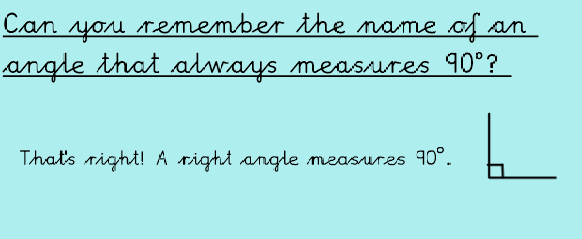 Can you remember the name of an
angle that always measures 90°?
That's right! A right angle measures 90°.